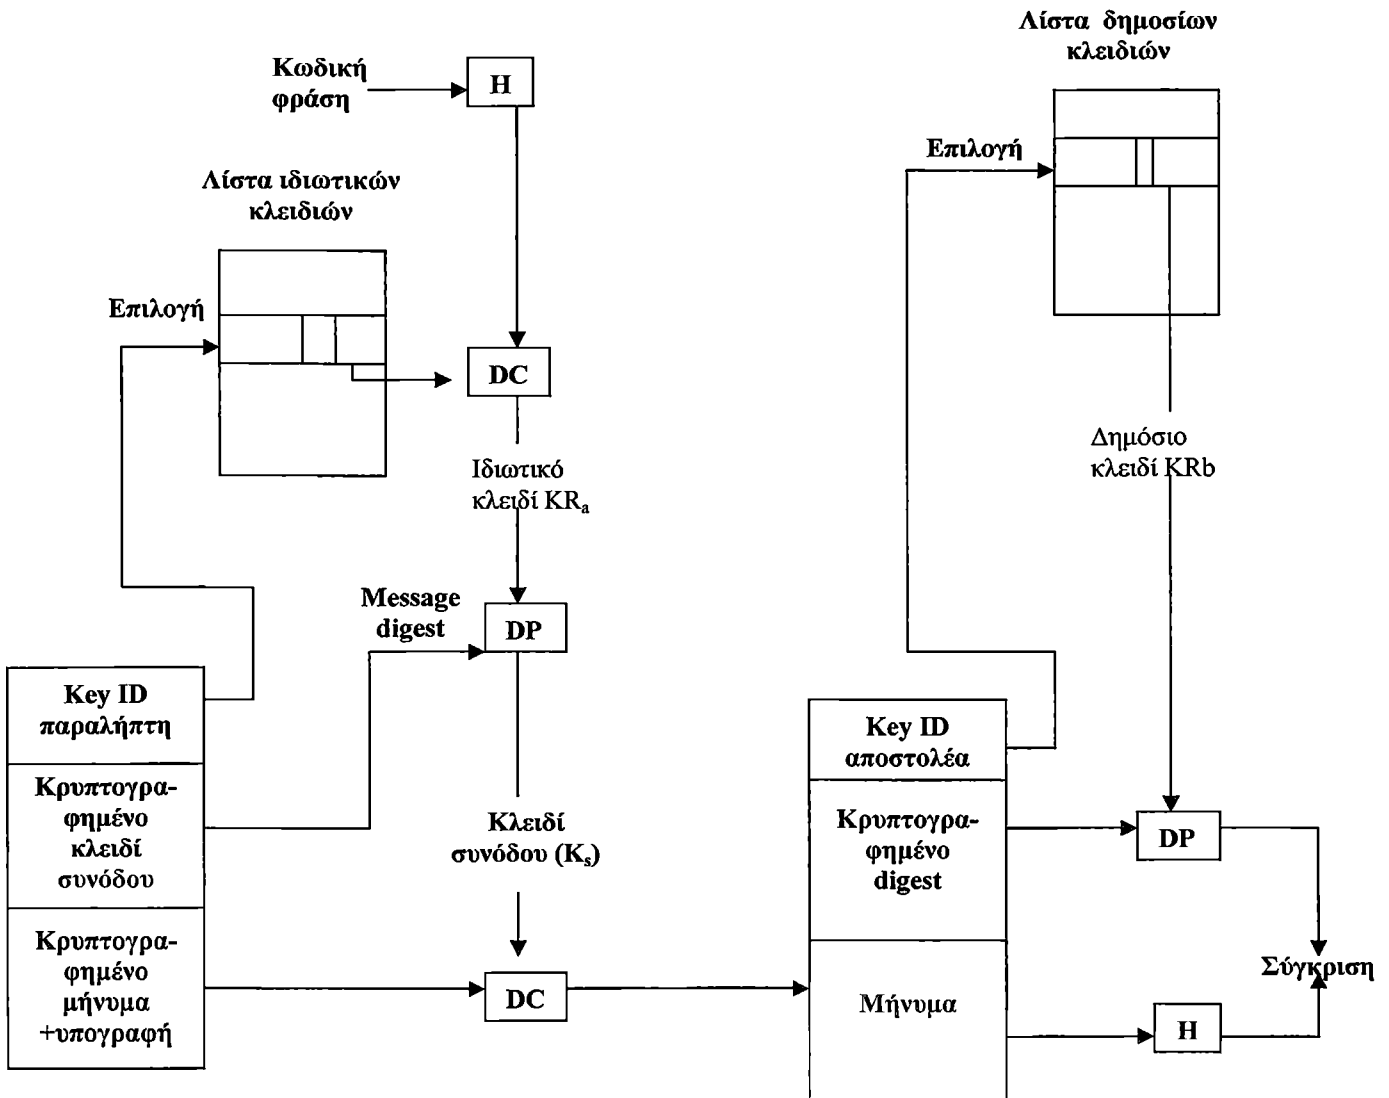 Λίστα δημοσίων
κλειδιών
Κωδική
φράση
H
Επιλογή
Λίστα ιδιωτικών
κλειδιών
Επιλογή
DC
Δημόσιο
κλειδί KRb
Ιδιωτικό
κλειδί KRa
Message
digest
DP
Key ID
παραλήπτη
Key ID
αποστολέα
Κρυπτογρα-
φημένο
κλειδί
συνόδου
Κλειδί
συνόδου (Ks)
Κρυπτογρα-
φημένο
digest
DP
Κρυπτογρα-
φημένο
μήνυμα
+υπογραφή
DC
Μήνυμα
Σύγκριση
H